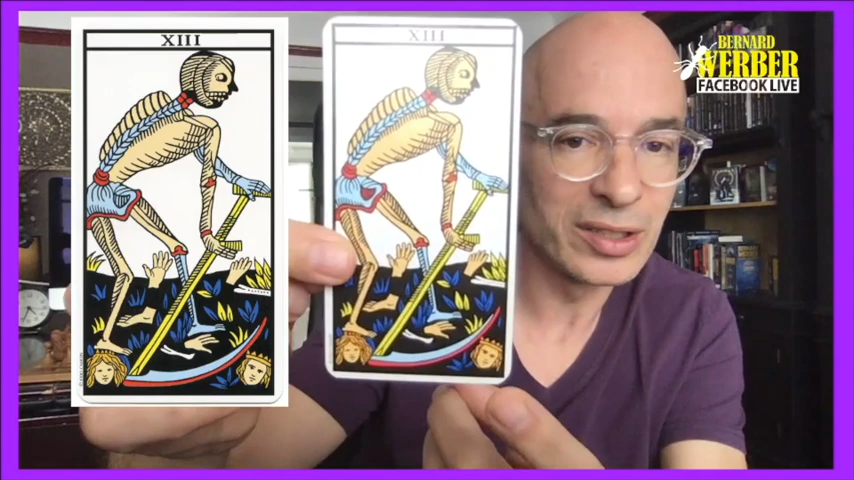 XIII
XIII
BERNARD
WERBER
FACEBOOK LIVE